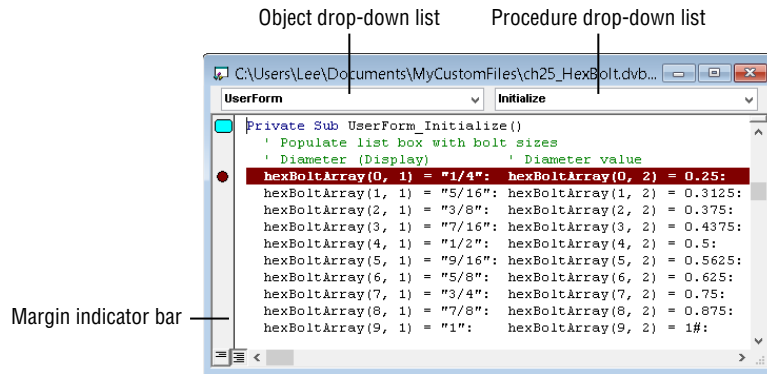 Object drop-down list Procedure drop-down list
C:\Users\Lee\Documents\MyCustomFiles\ch25_HexBolt.dvb...
UserForm Initialize
Private Sub UserForm_Initialize()
' Populate list box with bolt sizes
' Diameter (Display) ' Diameter value
hexBoltArray(0, 1) = "1/4": hexBoltArray(0, 2) = 0.25:
hexBoltArray(1, 1) = "5/16": hexBoltArray(1, 2) = 0.3125:
hexBoltArray(2, 1) = "3/8": hexBoltArray(2, 2) = 0.375:
hexBoltArray(3, 1) = "7/16": hexBoltArray(3, 2) = 0.4375:
hexBoltArray(4, 1) = "1/2": hexBoltArray(4, 2) = 0.5:
hexBoltArray(5, 1) = "9/16": hexBoltArray(5, 2) = 0.5625:
hexBoltArray(6, 1) = "5/8": hexBoltArray(6, 2) = 0.625:
hexBoltArray(7, 1) = "3/4": hexBoltArray(7, 2) = 0.75:
hexBoltArray(8, 1) = "7/8": hexBoltArray(8, 2) = 0.875:
hexBoltArray(9, 1) = "1": hexBoltArray(9, 2) = 1#:
Margin indicator bar